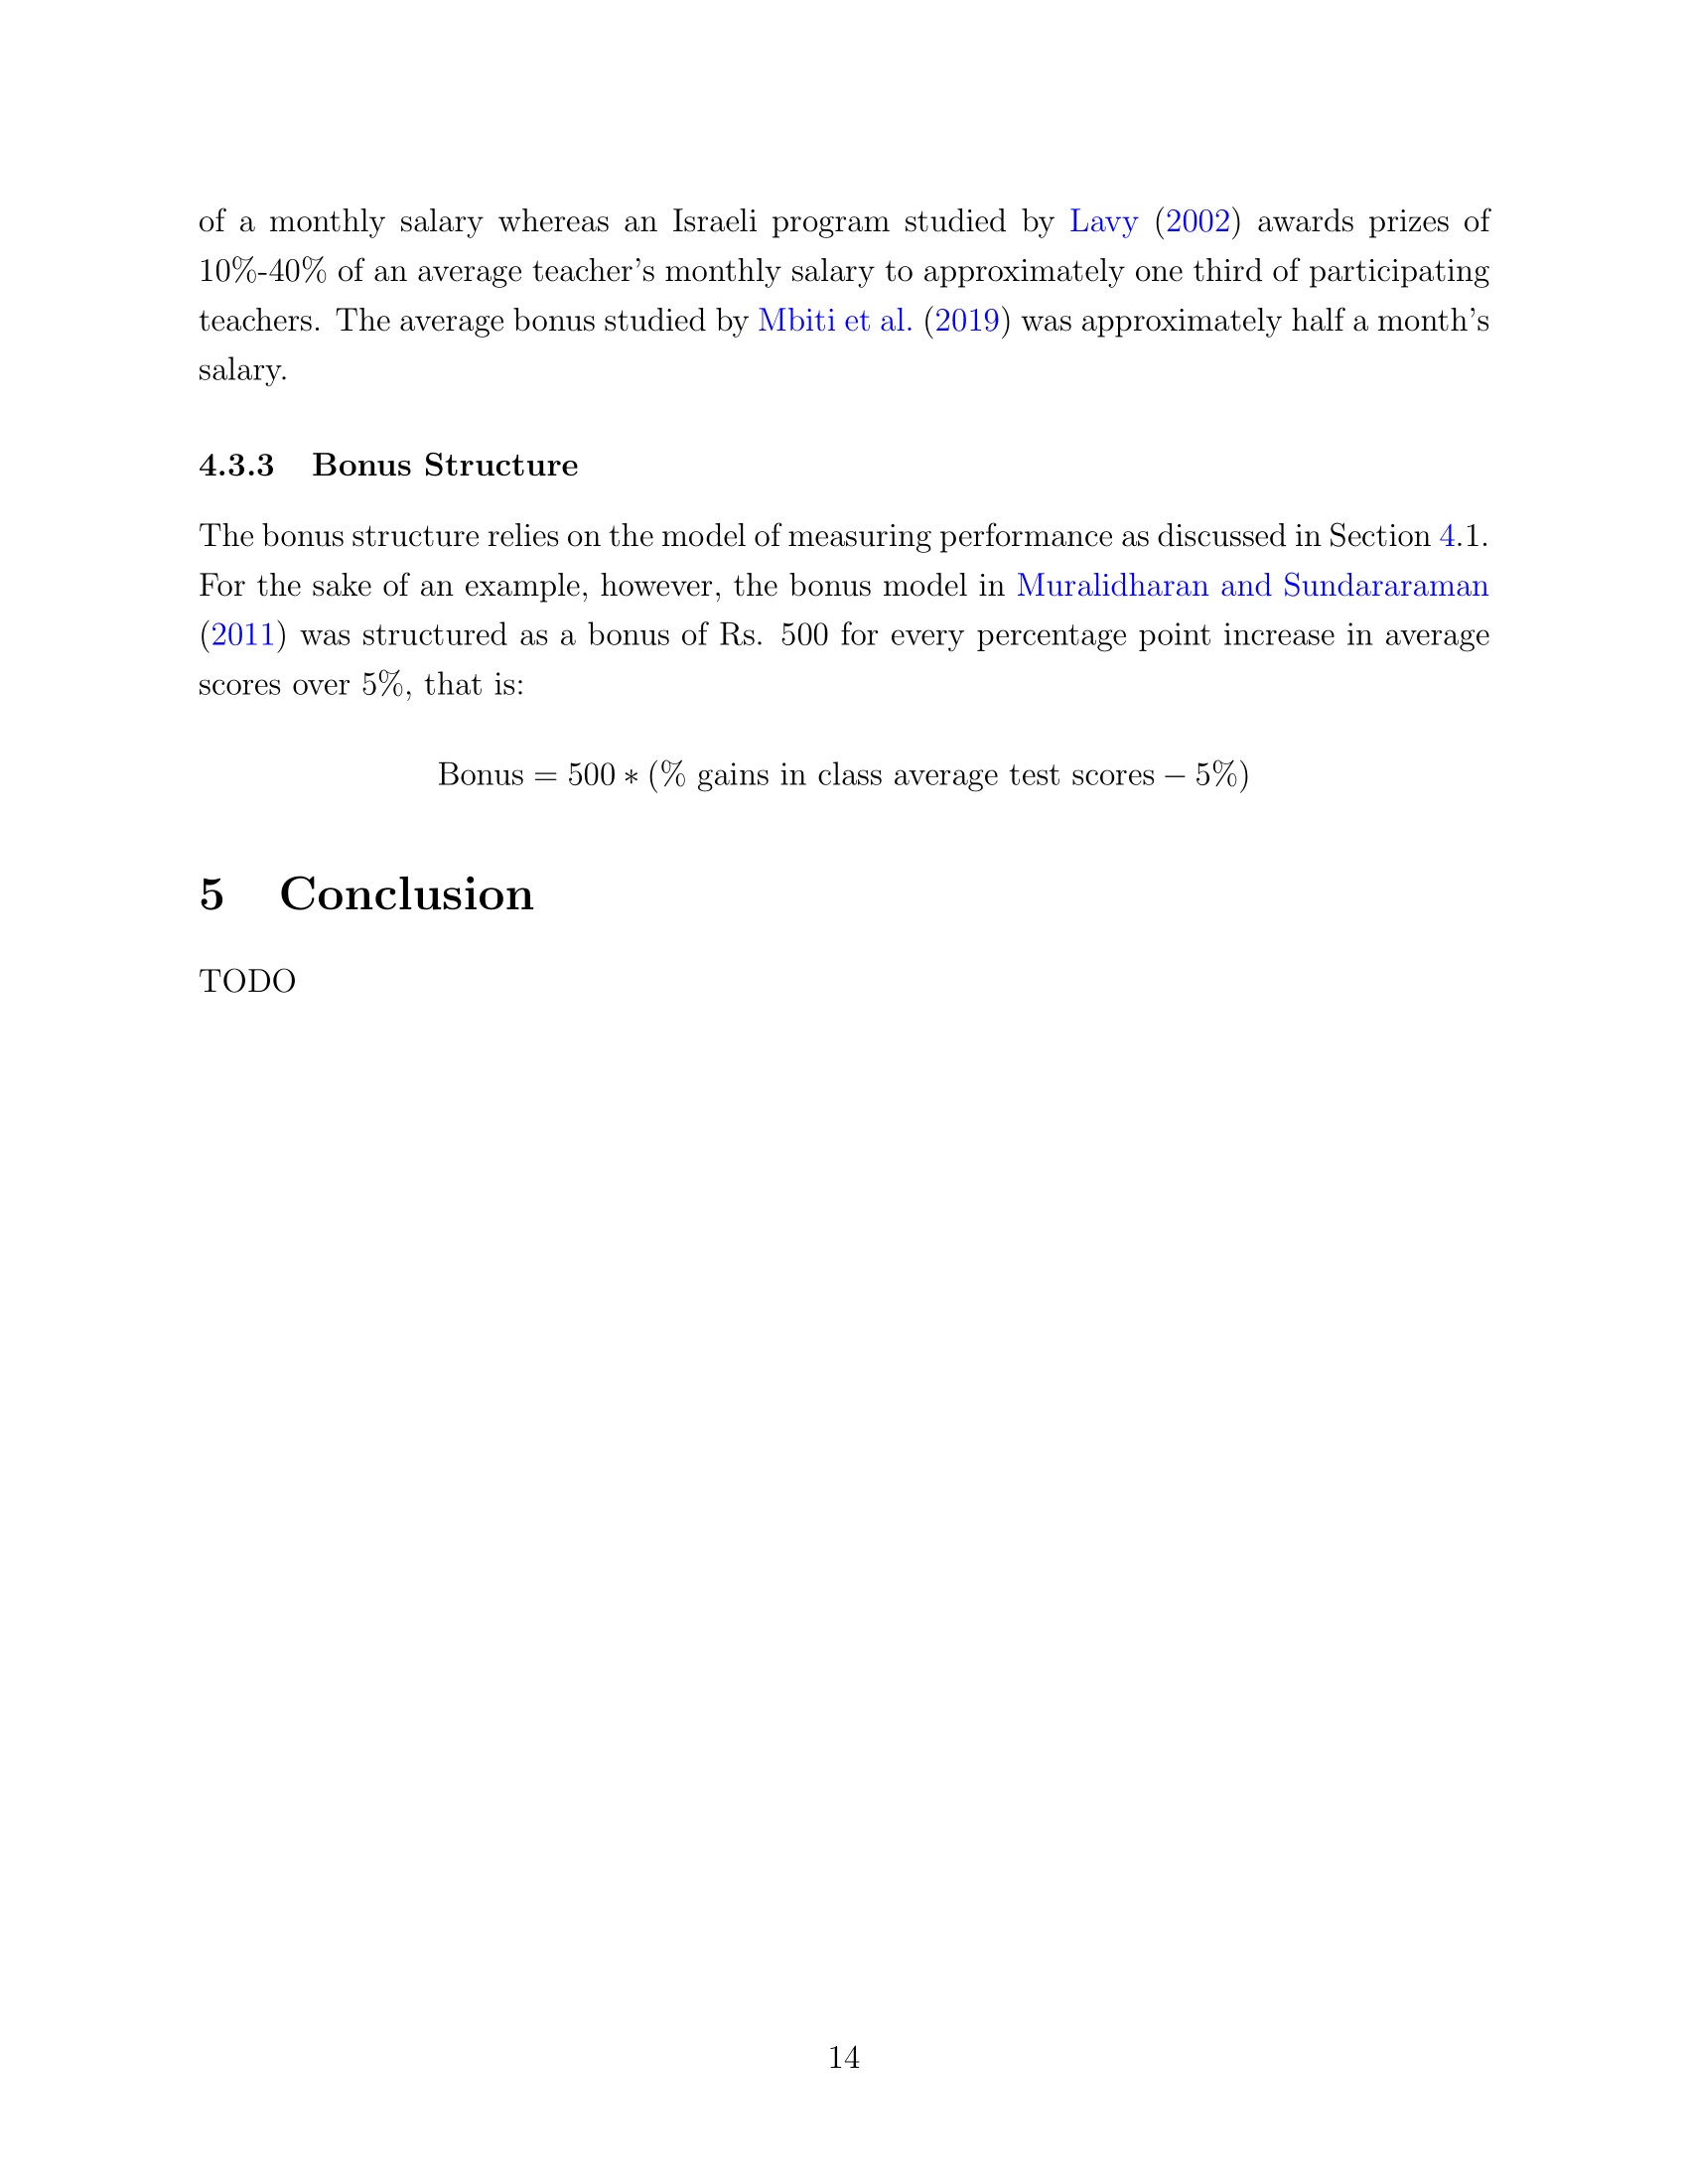 of a monthly salary whereas an Israeli program studied by Lavy (2002) awards prizes of
10%-40% of an average teacher's monthly salary to approximately one third of participating
teachers. The average bonus studied by Mbiti et al. (2019) was approximately half a month's
salary.
4.3.3 Bonus Structure
The bonus structure relies on the model of measuring performance as discussed in Section 4.1.
For the sake of an example, however, the bonus model in Muralidharan and Sundararaman
(2011) was structured as a bonus of Rs. 500 for every percentage point increase in average
scores over 5%, that is:
Bonus = 500 ∗ (% gains in class average test scores − 5%)
5 Conclusion
TODO
14